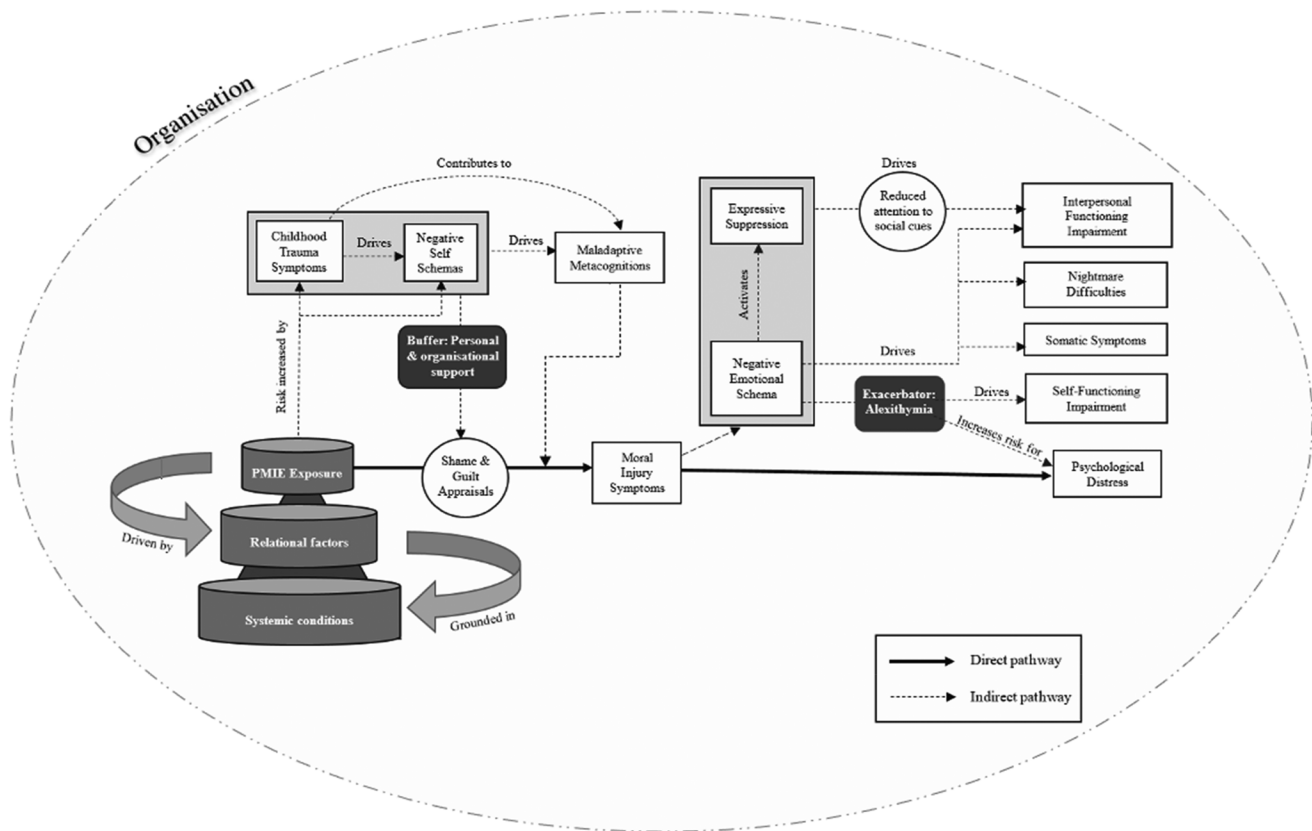 Organisation
Contributes to
Childhood
Trauma
Symptoms
Drives
Negative
Self
Schemas
Drives
Maladaptive
Metacognitions
Risk increased by
Buffer: Personal
& organisational
support
PMIE Exposure
Relational factors
Systemic conditions
Driven by
Grounded in
Shame &
Guilt
Appraisals
Moral
Injury
Symptoms
Expressive
Suppression
Activates
Negative
Emotional
Schema
Drives
Reduced
attention to
social cues
Drives
Exacerbator:
Alexithymia
Drives
Increases risk for
Interpersonal
Functioning
Impairment
Nightmare
Difficulties
Somatic Symptoms
Self-Functioning
Impairment
Psychological
Distress
Direct pathway
Indirect pathway